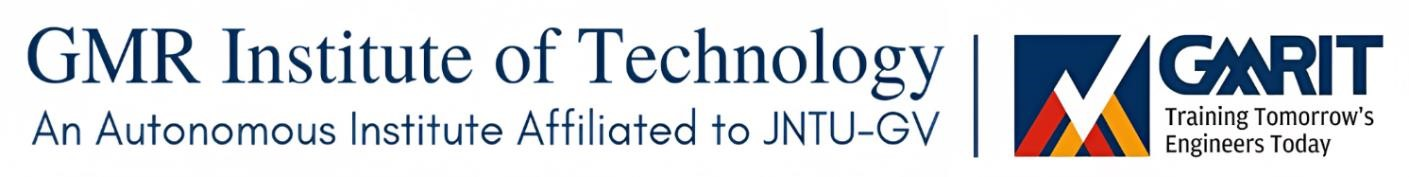 GMR Institute of Technology
An Autonomous Institute Affiliated to JNTU-GV
GMRIT
Training Tomorrow's
Engineers Today